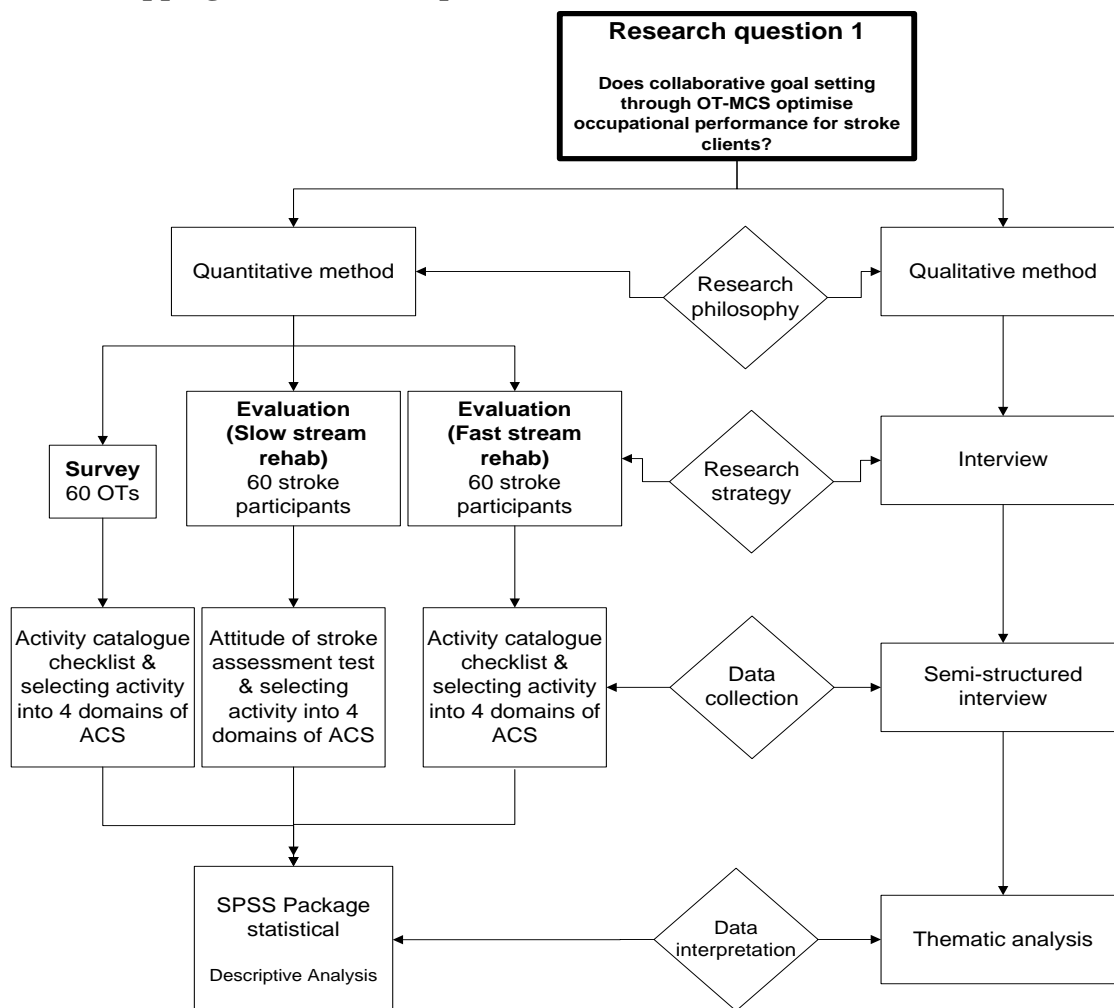 Research question 1
Does collaborative goal setting
through OT-MCS optimise
occupational performance for stroke
clients?
Quantitative method
Research
philosophy
Qualitative method
Survey
60 OTs
Evaluation
(Slow stream
rehab)
60 stroke
participants
Evaluation
(Fast stream
rehab)
60 stroke
participants
Research
strategy
Interview
Activity catalogue
checklist &
selecting activity
into 4 domains of
ACS
Attitude of stroke
assessment test
& selecting
activity into 4
domains of ACS
Activity catalogue
checklist &
selecting activity
into 4 domains of
ACS
Data
collection
Semi-structured
interview
SPSS Package
statistical
Descriptive Analysis
Data
interpretation
Thematic analysis